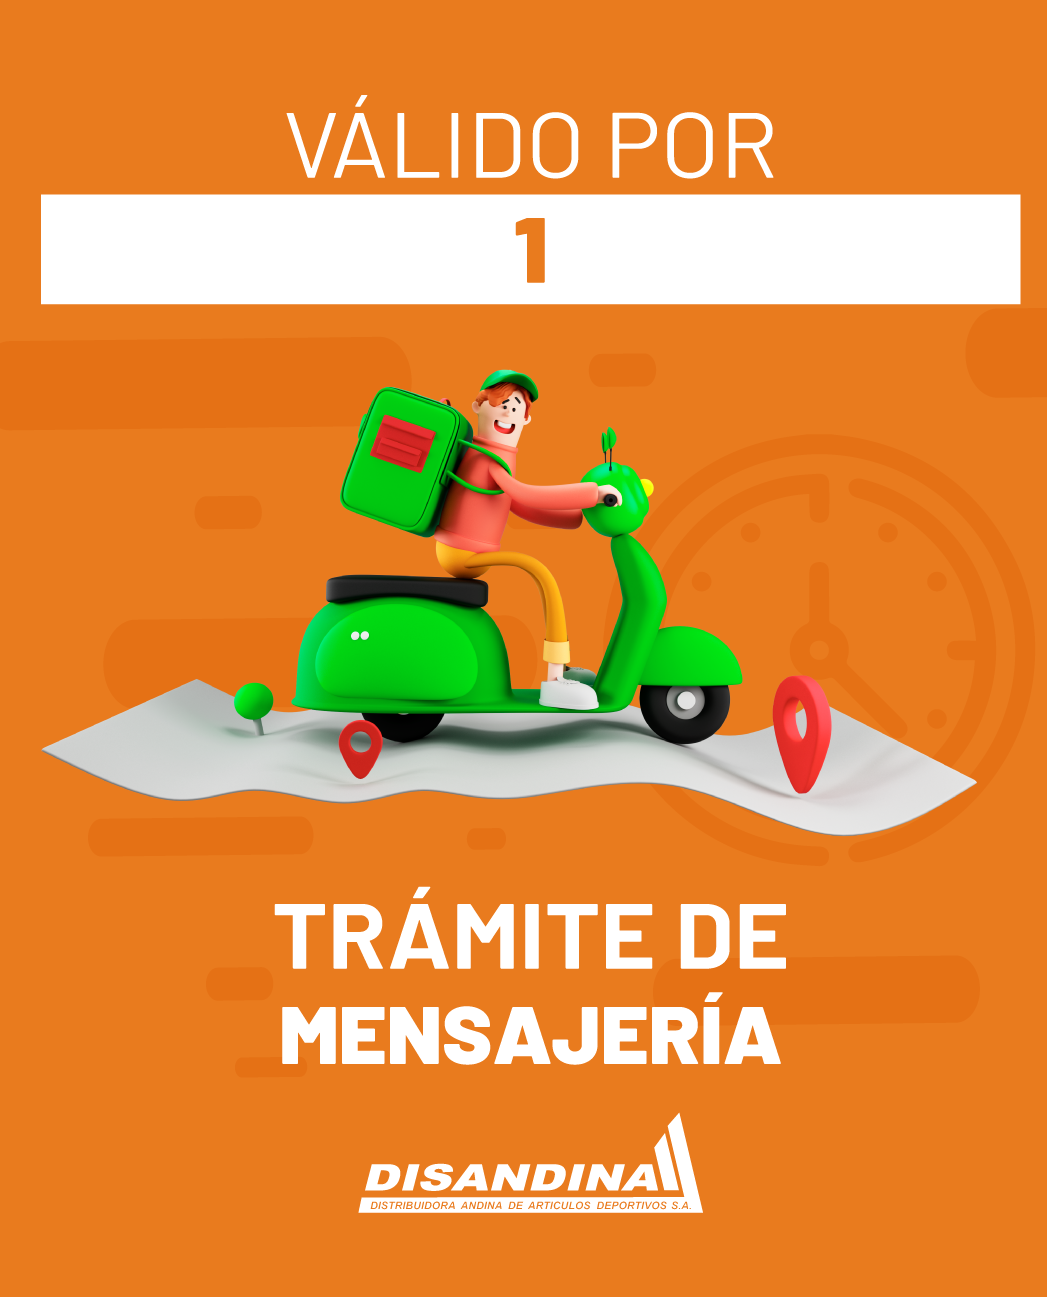 VÁLIDO POR
1
TRÁMITE DE
MENSAJERÍA
DISANDINA
DISTRIBUIDORA ANDINA DE ARTICULOS DEPORTIVOS S.A.